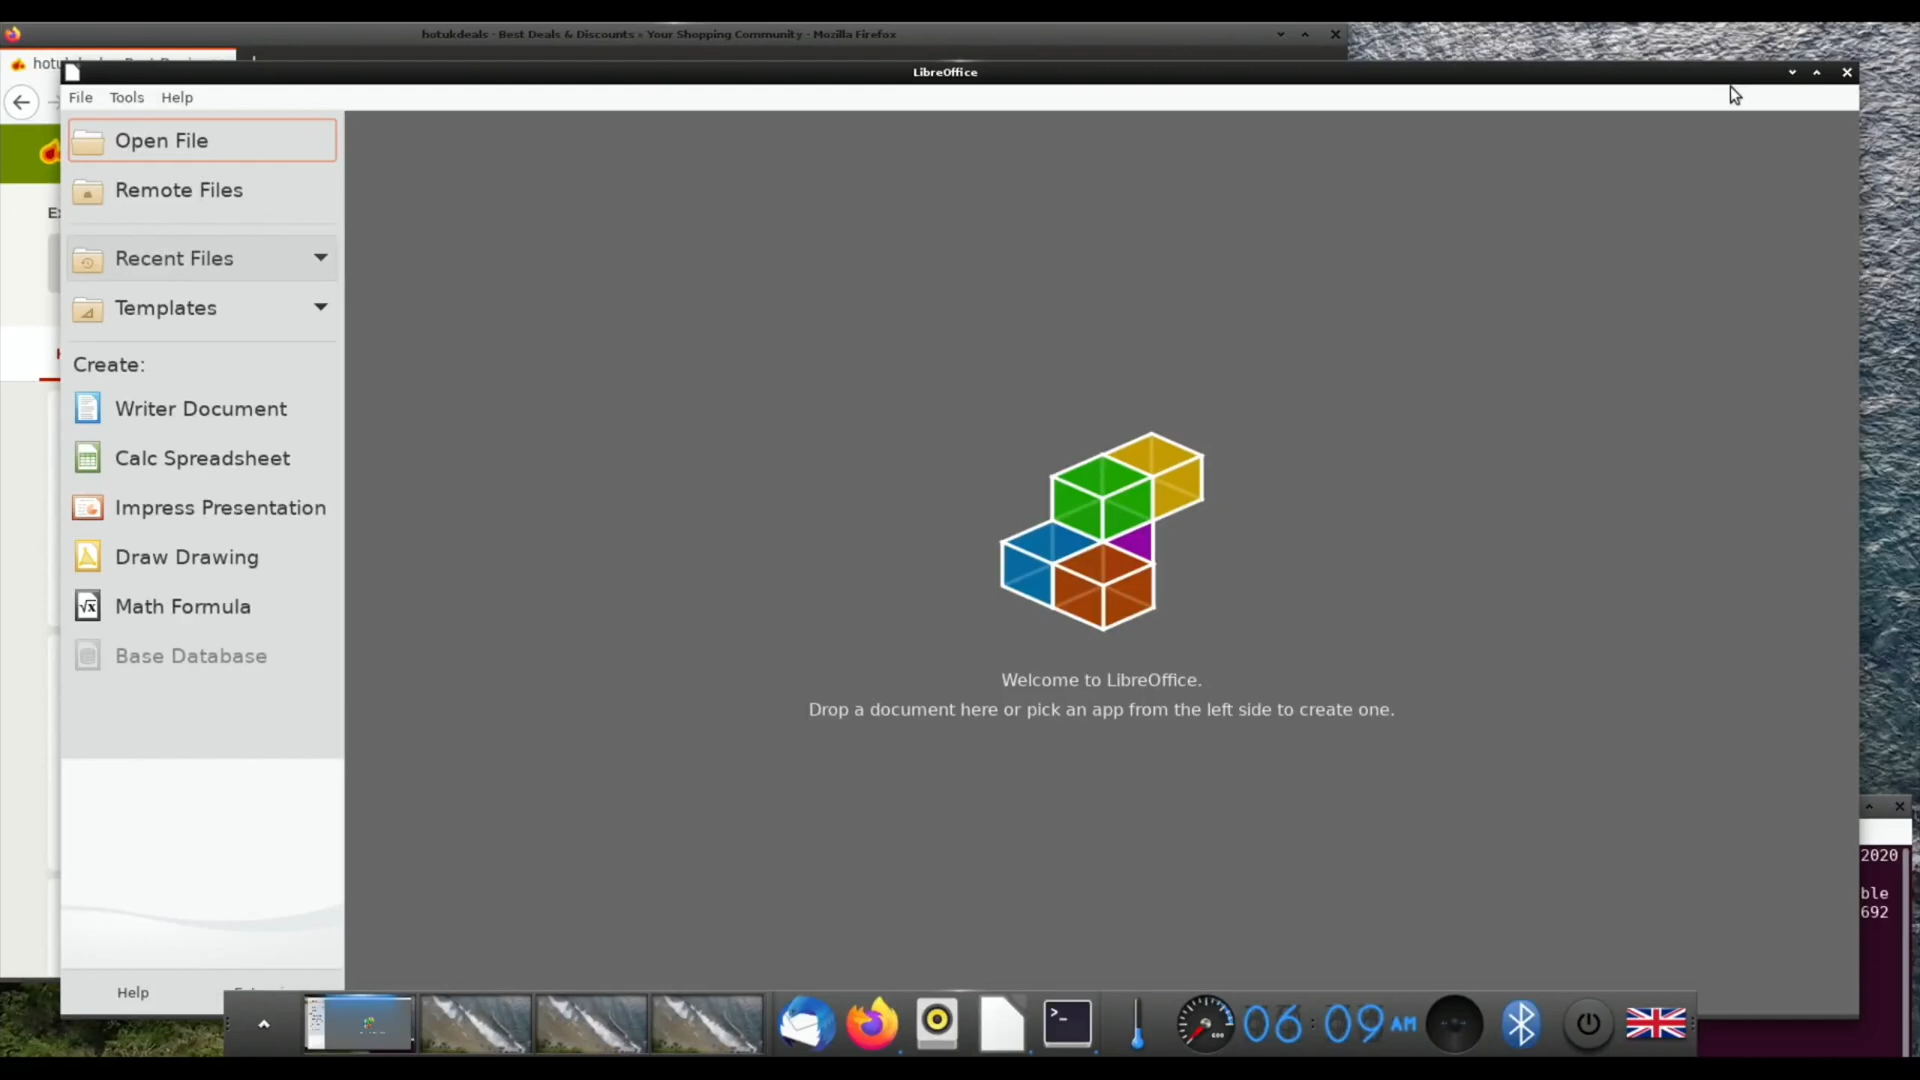 hotukdeals - Best Deals & Discounts » Your Shopping Community - Mozilla Firefox
LibreOffice
File Tools Help
Open File
Remote Files
Recent Files
Templates
Create:
Writer Document
Calc Spreadsheet
Impress Presentation
Draw Drawing
Math Formula
Base Database
Welcome to LibreOffice.
Drop a document here or pick an app from the left side to create one.
2020
ble
692
Help
>_
06:09 AM